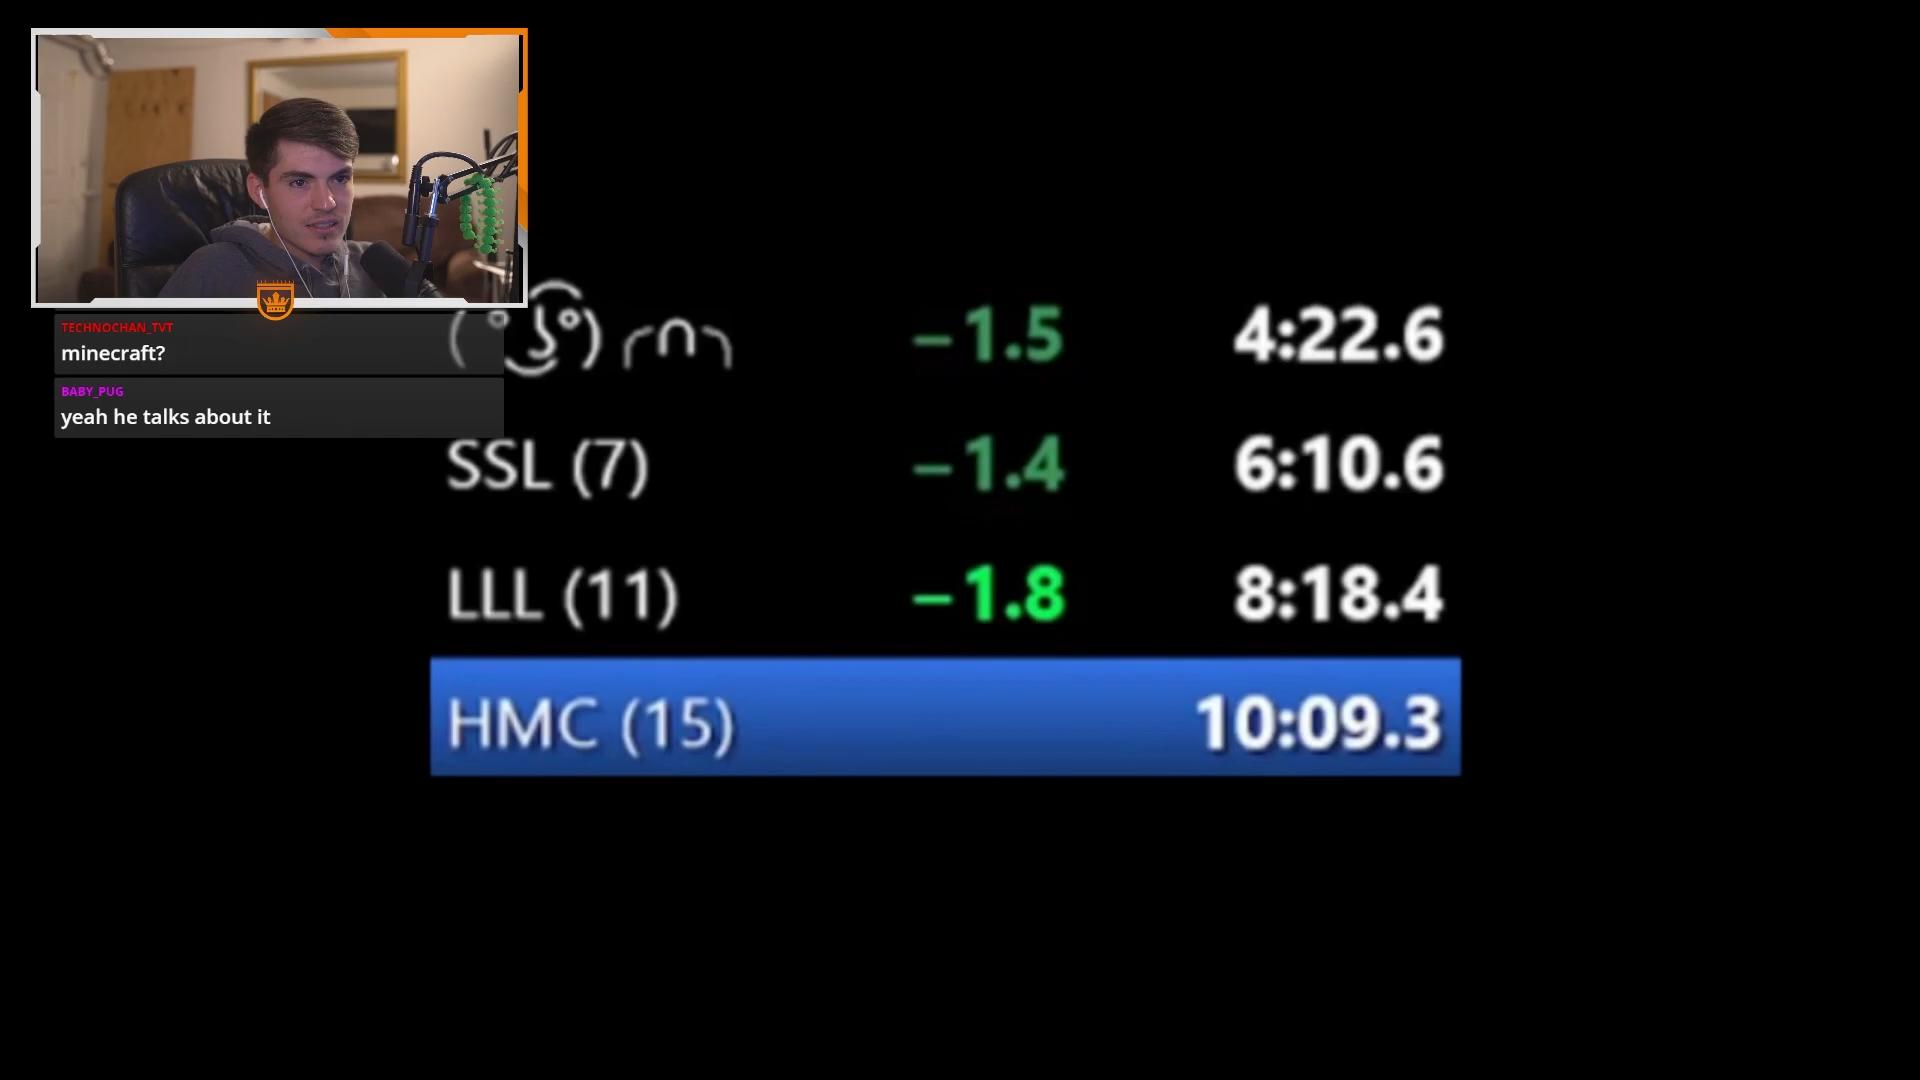 TECHNOCHAN_TVT
minecraft?
BABY_PUG
yeah he talks about it
( ͡° ͜ʖ ͡°) ╭∩╮ −1.5 4:22.6
SSL (7) −1.4 6:10.6
LLL (11) −1.8 8:18.4
HMC (15) 10:09.3